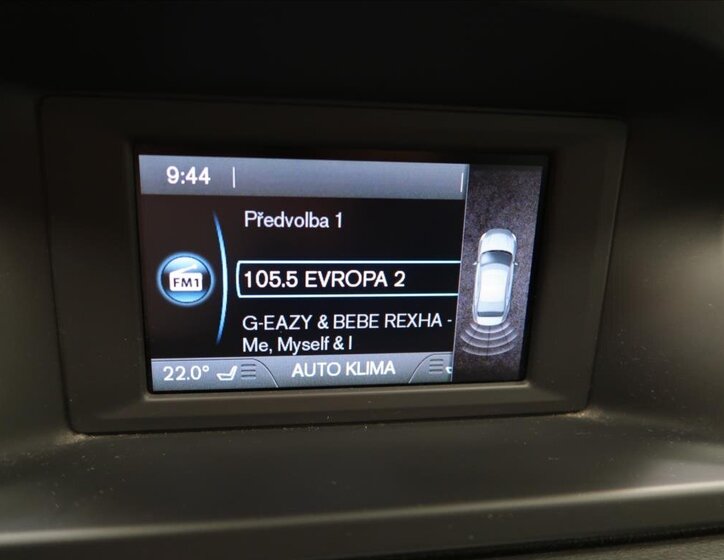 9:44
Předvolba 1
FM1
105.5 EVROPA 2
G-EAZY & BEBE REXHA -
Me, Myself & I
22.0° AUTO KLIMA